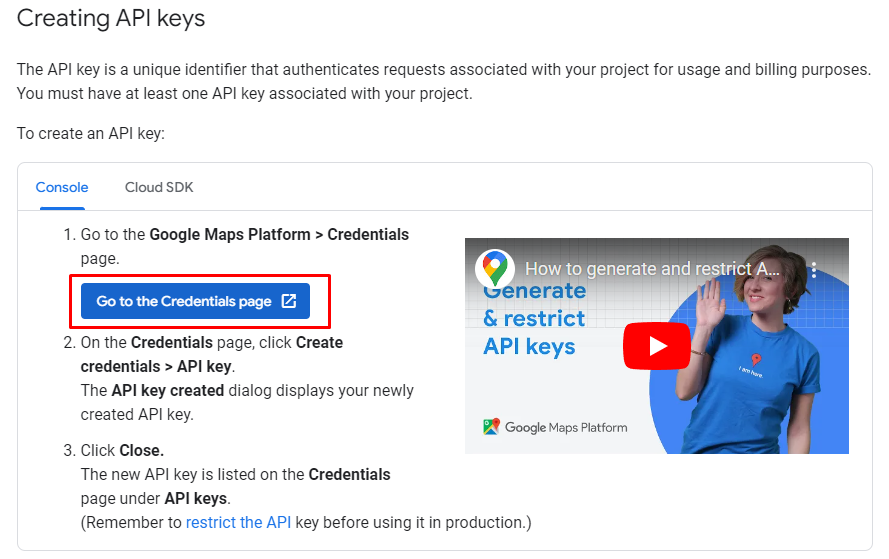 Creating API keys
The API key is a unique identifier that authenticates requests associated with your project for usage and billing purposes.
You must have at least one API key associated with your project.
To create an API key:
Console
Cloud SDK
1. Go to the Google Maps Platform > Credentials
page.
Go to the Credentials page
2. On the Credentials page, click Create
credentials > API key.
The API key created dialog displays your newly
created API key.
3. Click Close.
The new API key is listed on the Credentials
page under API keys.
(Remember to restrict the API key before using it in production.)
How to generate and restrict A...
Generate
& restrict
API keys
I am here.
Google Maps Platform